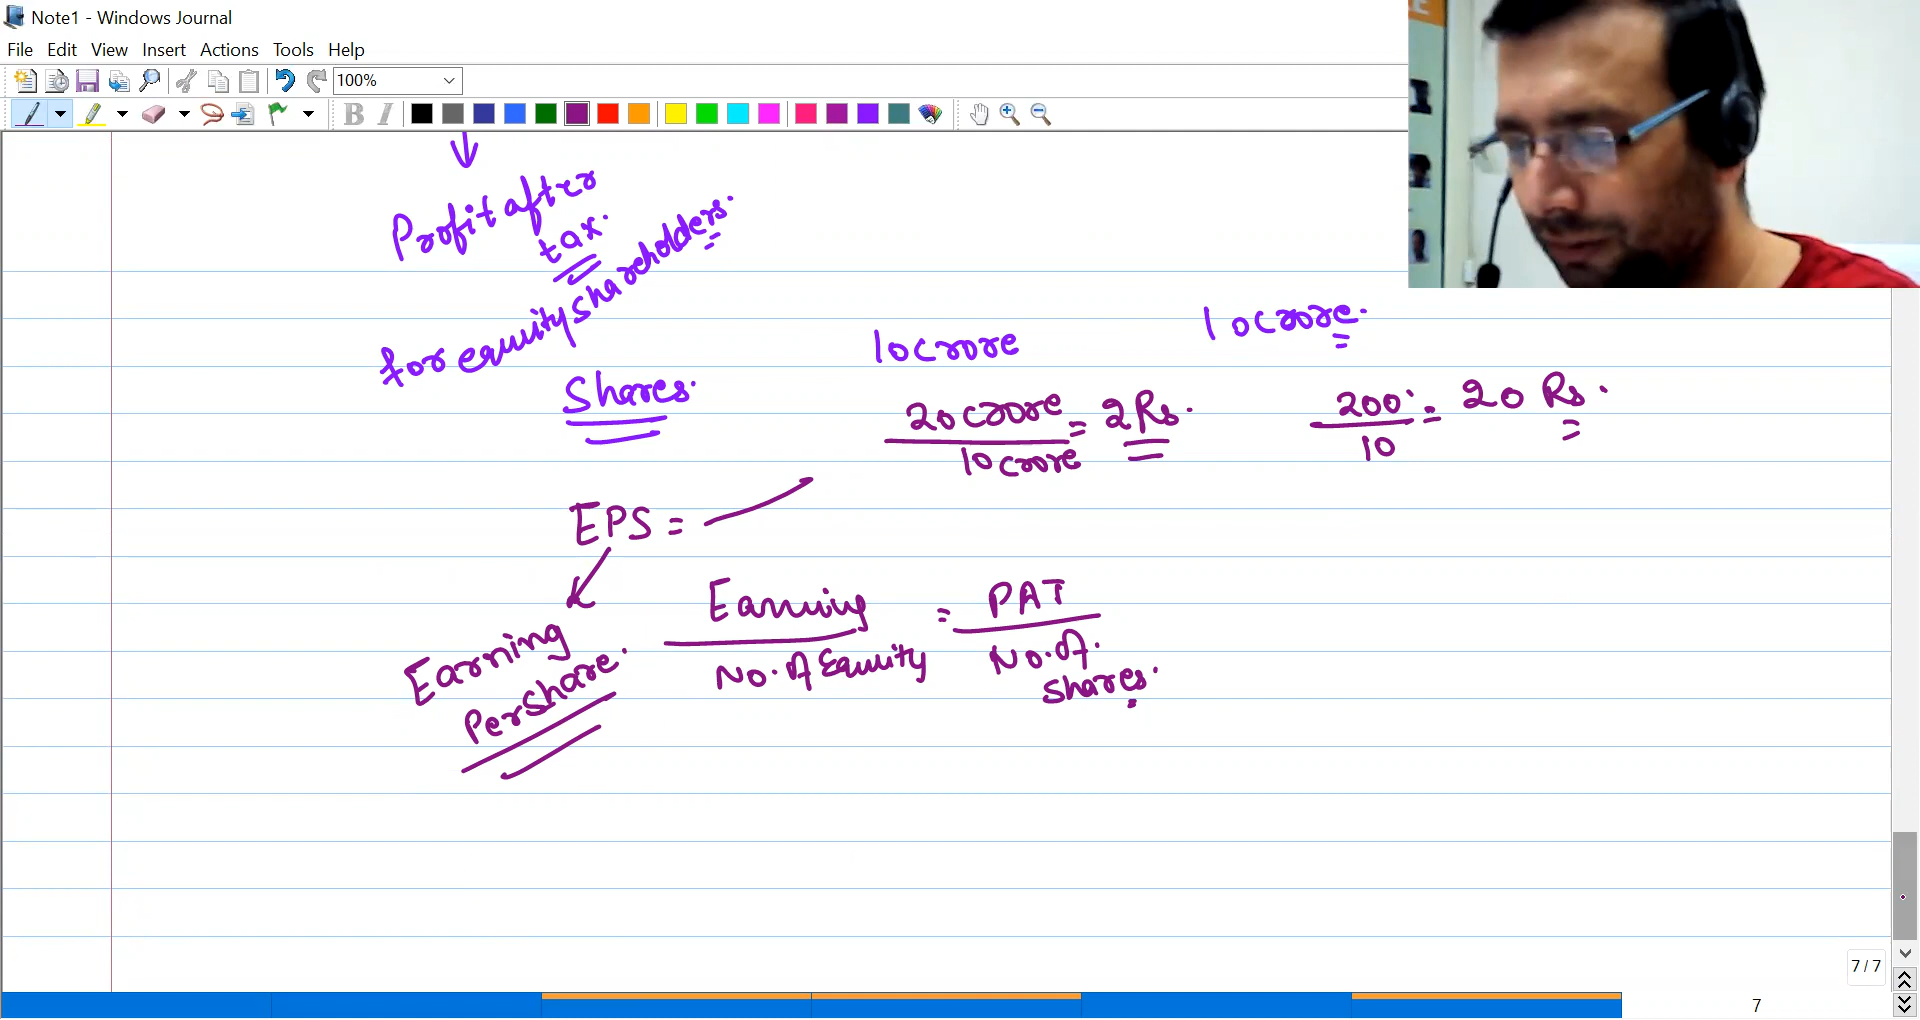 Note1 - Windows Journal
File Edit View Insert Actions Tools Help
100%
B I
Profit after
tax.
for equity shareholders.
Shares.
10 crore
10 crore.
20 crore = 2 Rs.
10 crore
200 = 20 Rs.
10
EPS =
Earning
Per Share.
Earning = PAT
No. of Equity
No. of.
Shares.
7 / 7
7